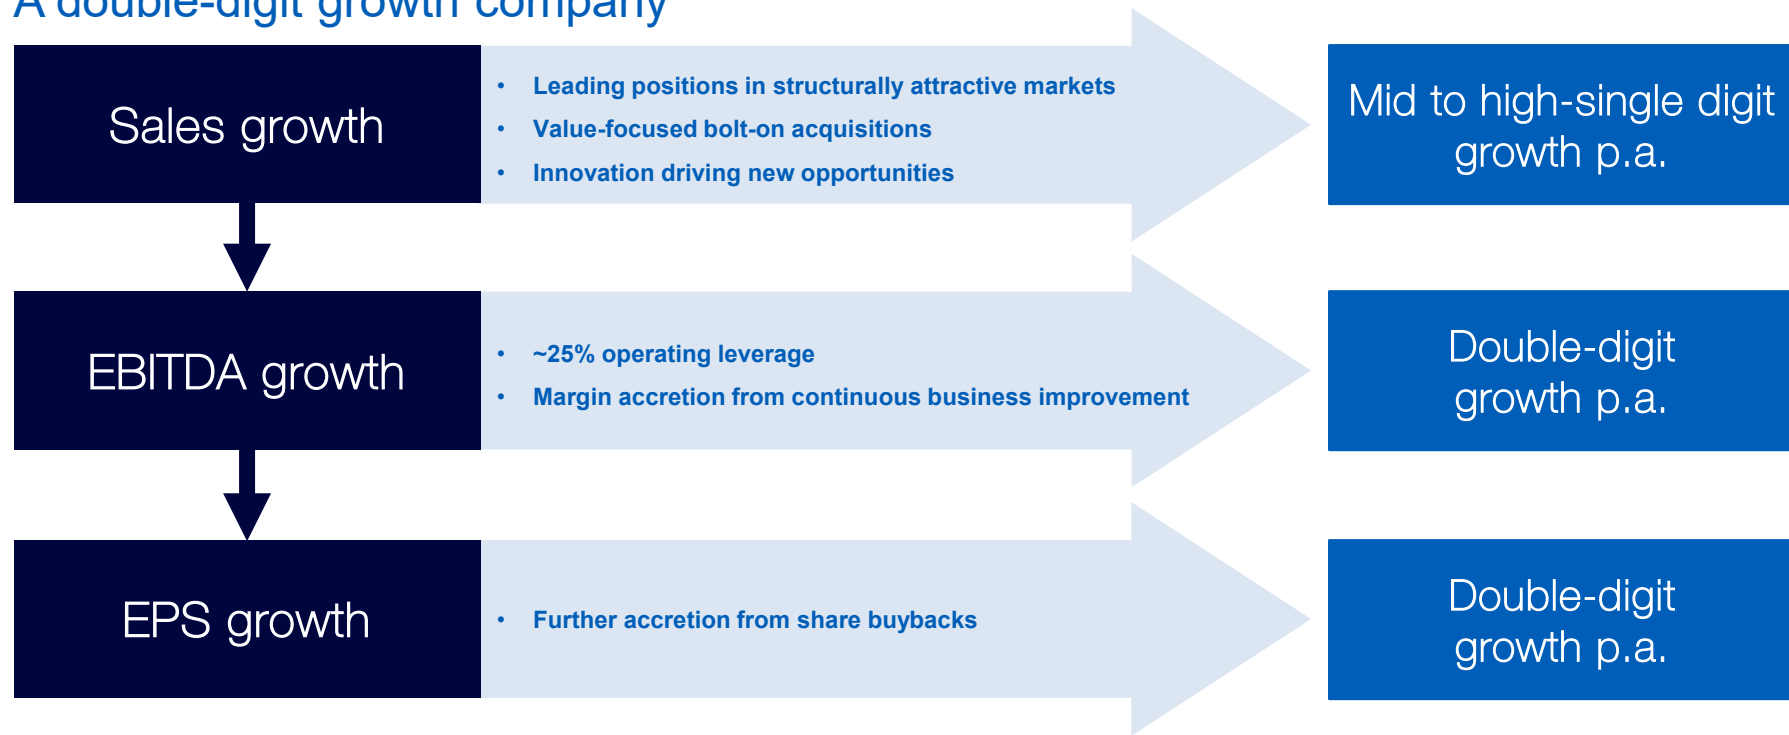 A double-digit growth company
Sales growth
• Leading positions in structurally attractive markets
• Value-focused bolt-on acquisitions
• Innovation driving new opportunities
Mid to high-single digit
growth p.a.
EBITDA growth
• ~25% operating leverage
• Margin accretion from continuous business improvement
Double-digit
growth p.a.
EPS growth
• Further accretion from share buybacks
Double-digit
growth p.a.